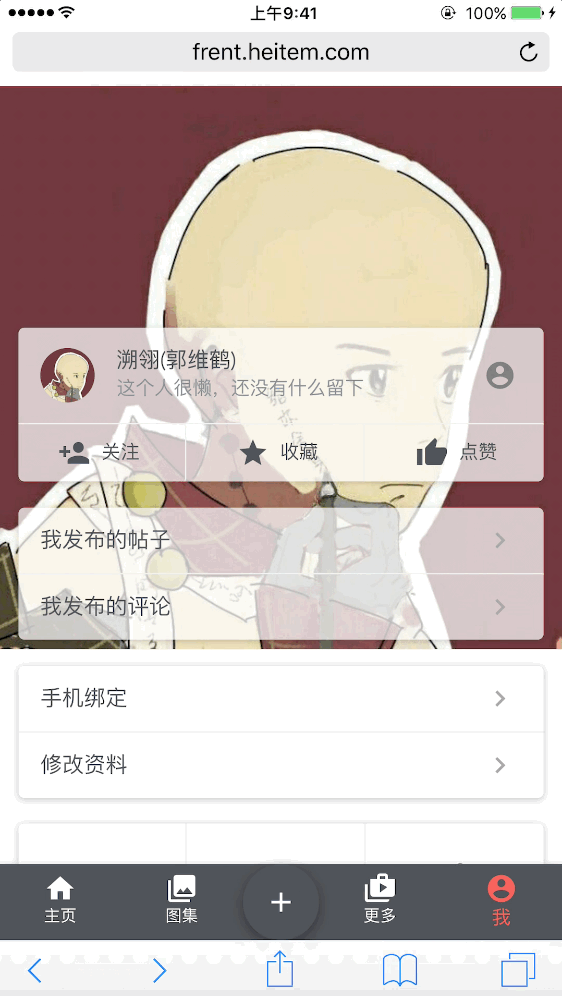 上午9:41
100%
frent.heitem.com
溯翎(郭维鹤)
这个人很懒，还没有什么留下
关注
收藏
点赞
我发布的帖子
我发布的评论
手机绑定
修改资料
主页
图集
更多
我